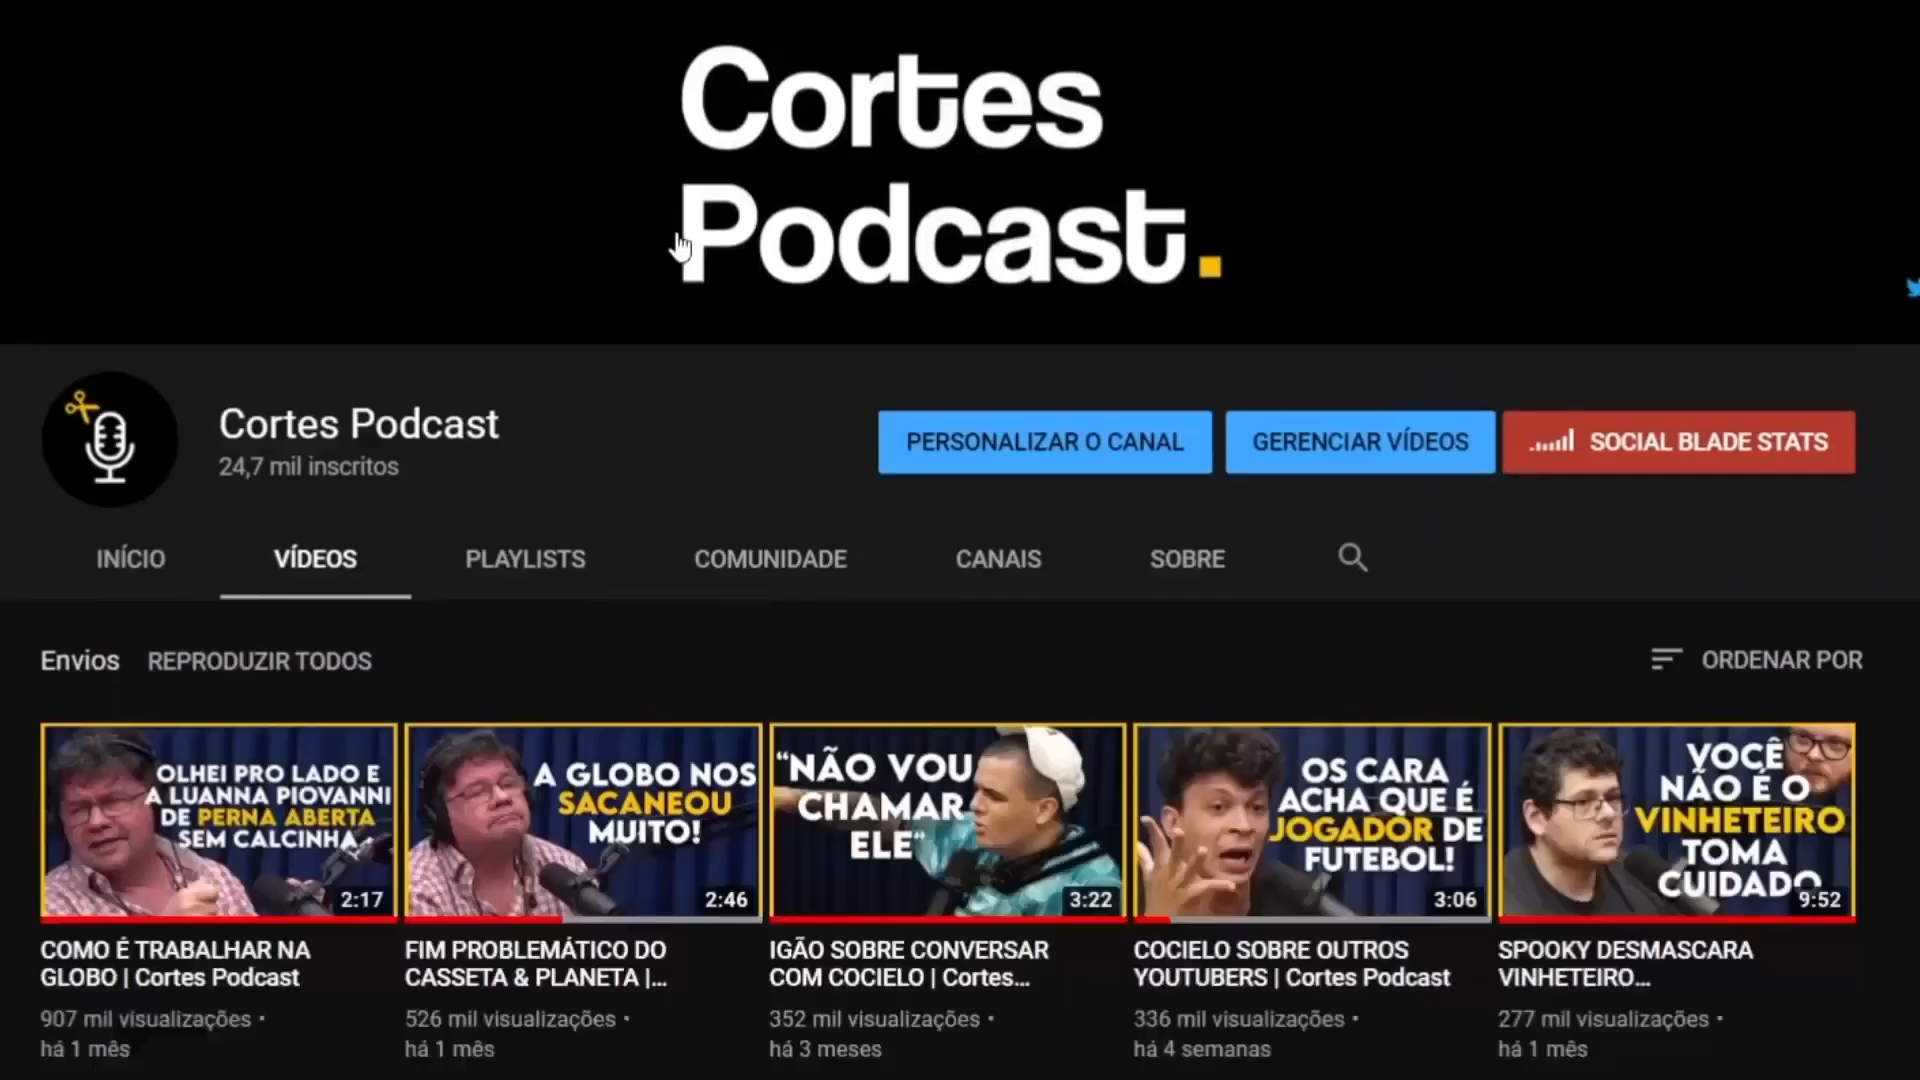 Cortes
Podcast.
Cortes Podcast
24,7 mil inscritos
PERSONALIZAR O CANAL
GERENCIAR VÍDEOS
SOCIAL BLADE STATS
INÍCIO
VÍDEOS
PLAYLISTS
COMUNIDADE
CANAIS
SOBRE
Envios
REPRODUZIR TODOS
ORDENAR POR
OLHEI PRO LADO E
A LUANNA PIOVANNI
DE PERNA ABERTA
SEM CALCINHA
2:17
COMO É TRABALHAR NA
GLOBO | Cortes Podcast
907 mil visualizações •
há 1 mês
A GLOBO NOS
SACANEOU
MUITO!
2:46
FIM PROBLEMÁTICO DO
CASSETA & PLANETA |...
526 mil visualizações •
há 1 mês
“NÃO VOU
CHAMAR
ELE“
3:22
IGÃO SOBRE CONVERSAR
COM COCIELO | Cortes...
352 mil visualizações •
há 3 meses
OS CARA
ACHA QUE É
JOGADOR DE
FUTEBOL!
3:06
COCIELO SOBRE OUTROS
YOUTUBERS | Cortes Podcast
336 mil visualizações •
há 4 semanas
VOCÊ
NÃO É O
VINHETEIRO
TOMA
CUIDADO
9:52
SPOOKY DESMASCARA
VINHETEIRO...
277 mil visualizações •
há 1 mês